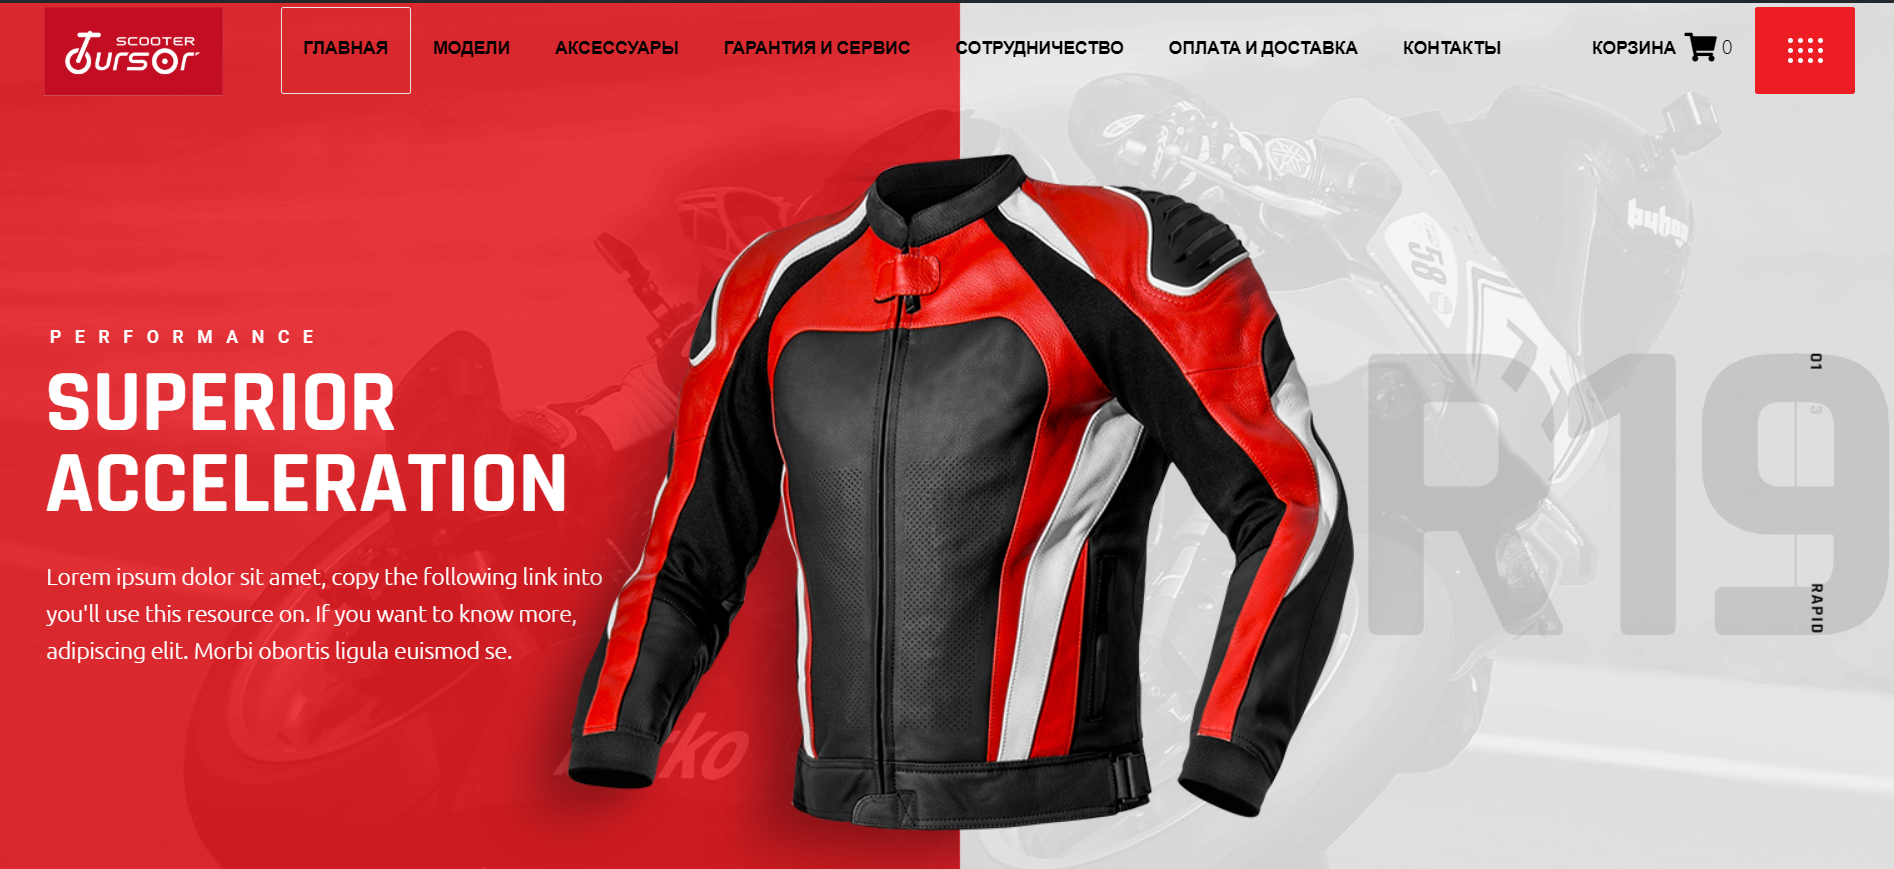 SCOOTER
Tursor
ГЛАВНАЯ
МОДЕЛИ
АКСЕССУАРЫ
ГАРАНТИЯ И СЕРВИС
СОТРУДНИЧЕСТВО
ОПЛАТА И ДОСТАВКА
КОНТАКТЫ
КОРЗИНА 0
PERFORMANCE
SUPERIOR
ACCELERATION
Lorem ipsum dolor sit amet, copy the following link into
you'll use this resource on. If you want to know more,
adipiscing elit. Morbi obortis ligula euismod se.
58
R19
01
3
RAPID